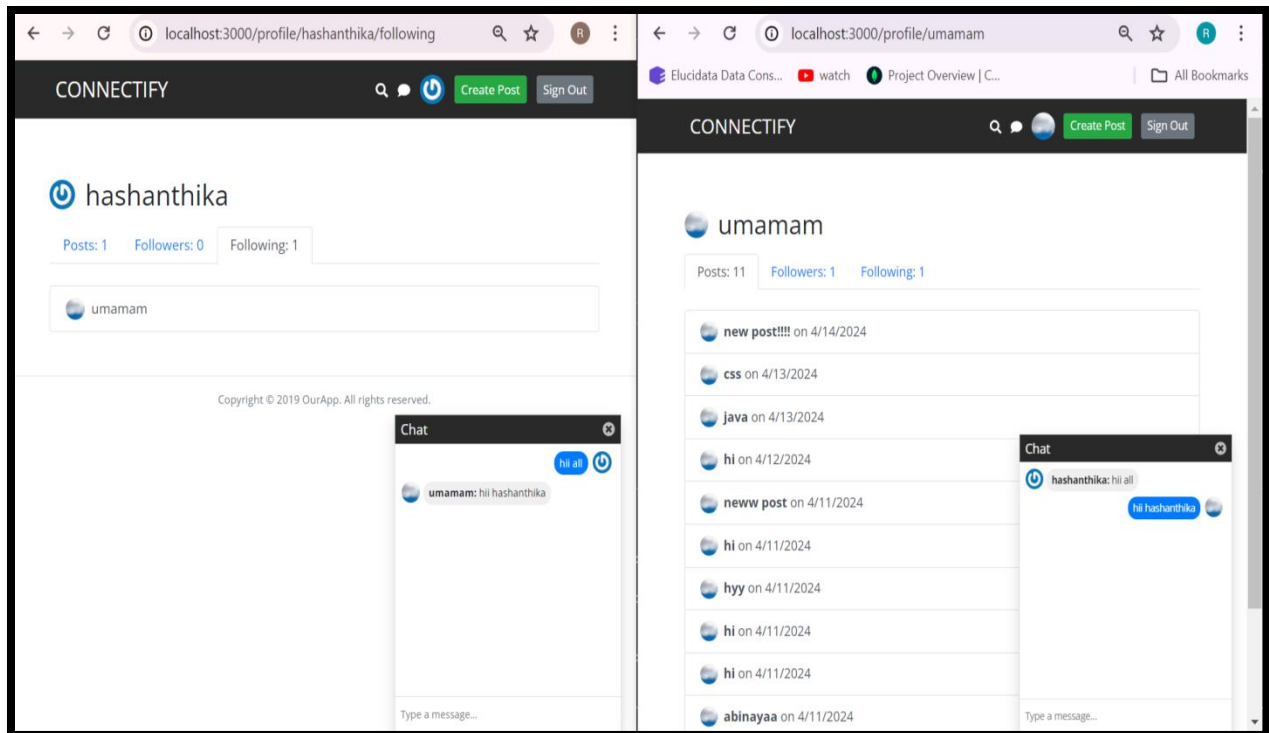 localhost:3000/profile/hashanthika/following
R
CONNECTIFY
Create Post
Sign Out
hashanthika
Posts: 1
Followers: 0
Following: 1
umamam
Copyright © 2019 OurApp. All rights reserved.
Chat
hii all
umamam: hii hashanthika
Type a message...
localhost:3000/profile/umamam
R
Elucidata Data Cons...
watch
Project Overview | C...
All Bookmarks
CONNECTIFY
Create Post
Sign Out
umamam
Posts: 11
Followers: 1
Following: 1
new post!!!! on 4/14/2024
css on 4/13/2024
java on 4/13/2024
hi on 4/12/2024
neww post on 4/11/2024
hi on 4/11/2024
hyy on 4/11/2024
hi on 4/11/2024
hi on 4/11/2024
abinayaa on 4/11/2024
Chat
hashanthika: hii all
hii hashanthika
Type a message...